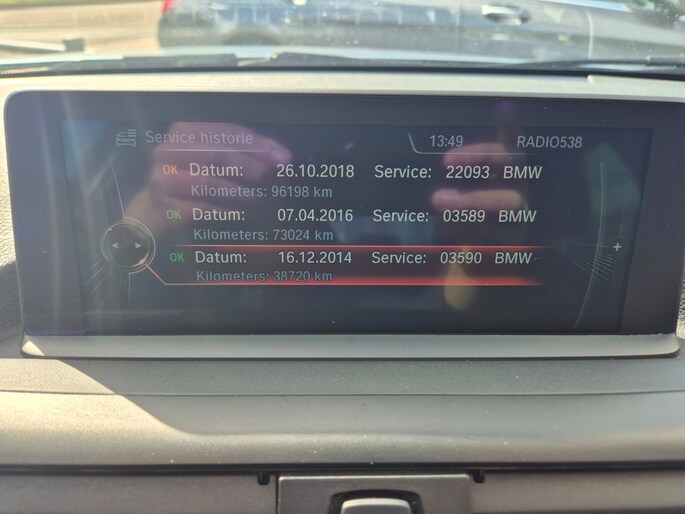 Service historie 13:49 RADIO538
OK Datum: 26.10.2018 Service: 22093 BMW
Kilometers: 96198 km
OK Datum: 07.04.2016 Service: 03589 BMW
Kilometers: 73024 km
OK Datum: 16.12.2014 Service: 03590 BMW
Kilometers: 38720 km